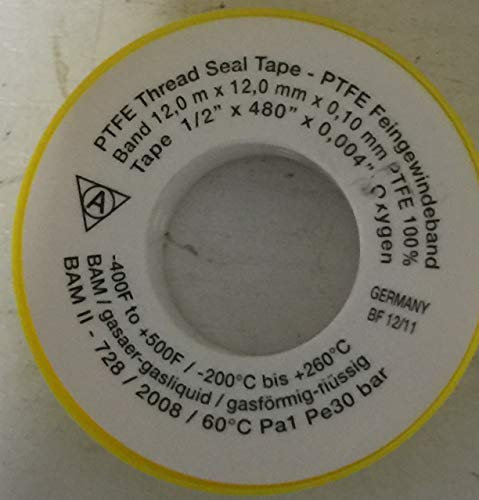 PTFE Thread Seal Tape - PTFE Feingewindeband
Band 12,0 m x 12,0 mm x 0,10 mm PTFE 100%
Tape 1/2" x 480" x 0,004" Oxygen
A
GERMANY
BF 12/11
-400F to +500F / -200°C bis +260°C
BAM / gasaer-gasliquid / gasförmig-flüssig
BAM II - 728 / 2008 / 60°C Pa1 Pe30 bar